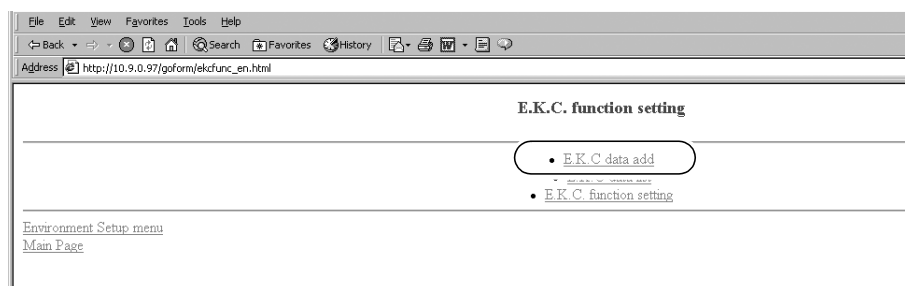 File Edit View Favorites Tools Help
Back Search Favorites History
Address http://10.9.0.97/goform/ekcfunc_en.html
E.K.C. function setting
E.K.C data add
E.K.C. function setting
Environment Setup menu
Main Page